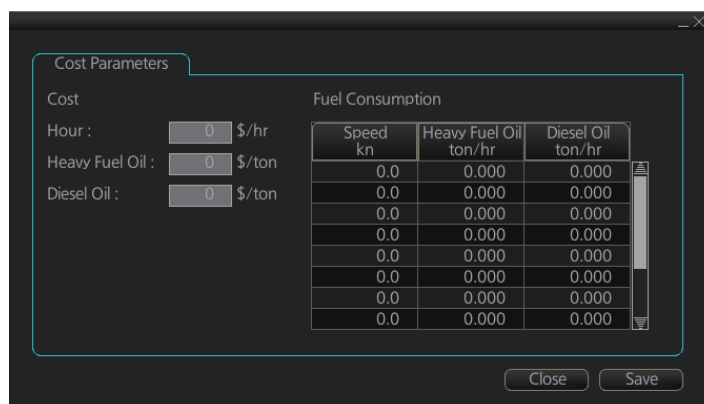 Cost Parameters
Cost
Fuel Consumption
Hour : 0 $/hr
Heavy Fuel Oil : 0 $/ton
Diesel Oil : 0 $/ton
Speed kn Heavy Fuel Oil ton/hr Diesel Oil ton/hr
0.0 0.000 0.000
0.0 0.000 0.000
0.0 0.000 0.000
0.0 0.000 0.000
0.0 0.000 0.000
0.0 0.000 0.000
0.0 0.000 0.000
0.0 0.000 0.000
Close Save